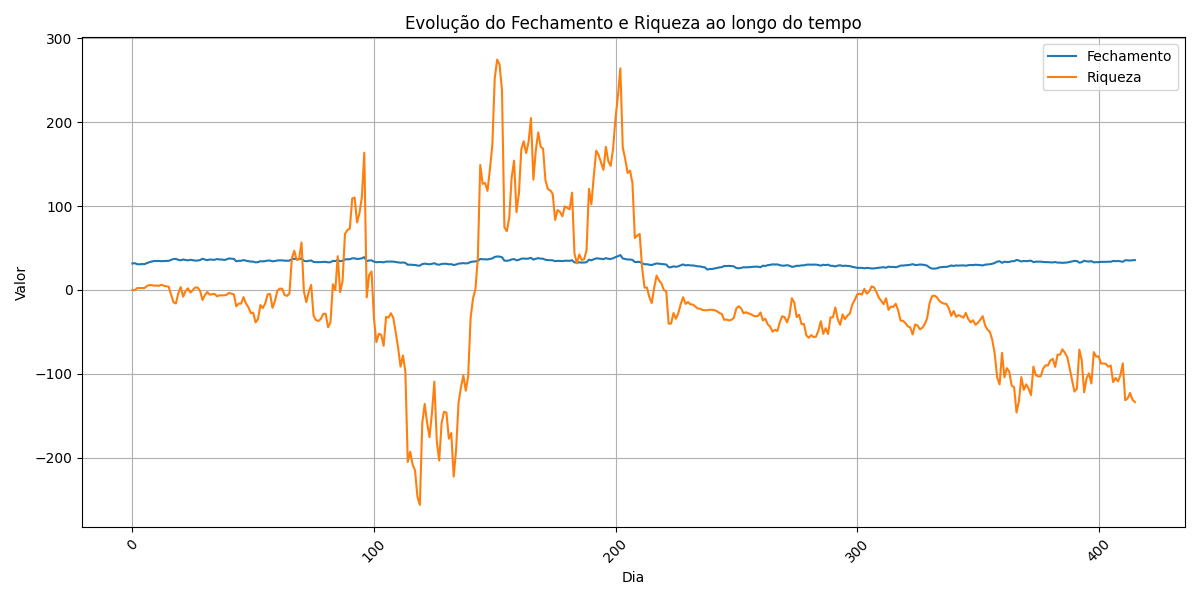 Evolução do Fechamento e Riqueza ao longo do tempo
300
200
100
0
−100
−200
Valor
Fechamento
Riqueza
0
100
200
300
400
Dia